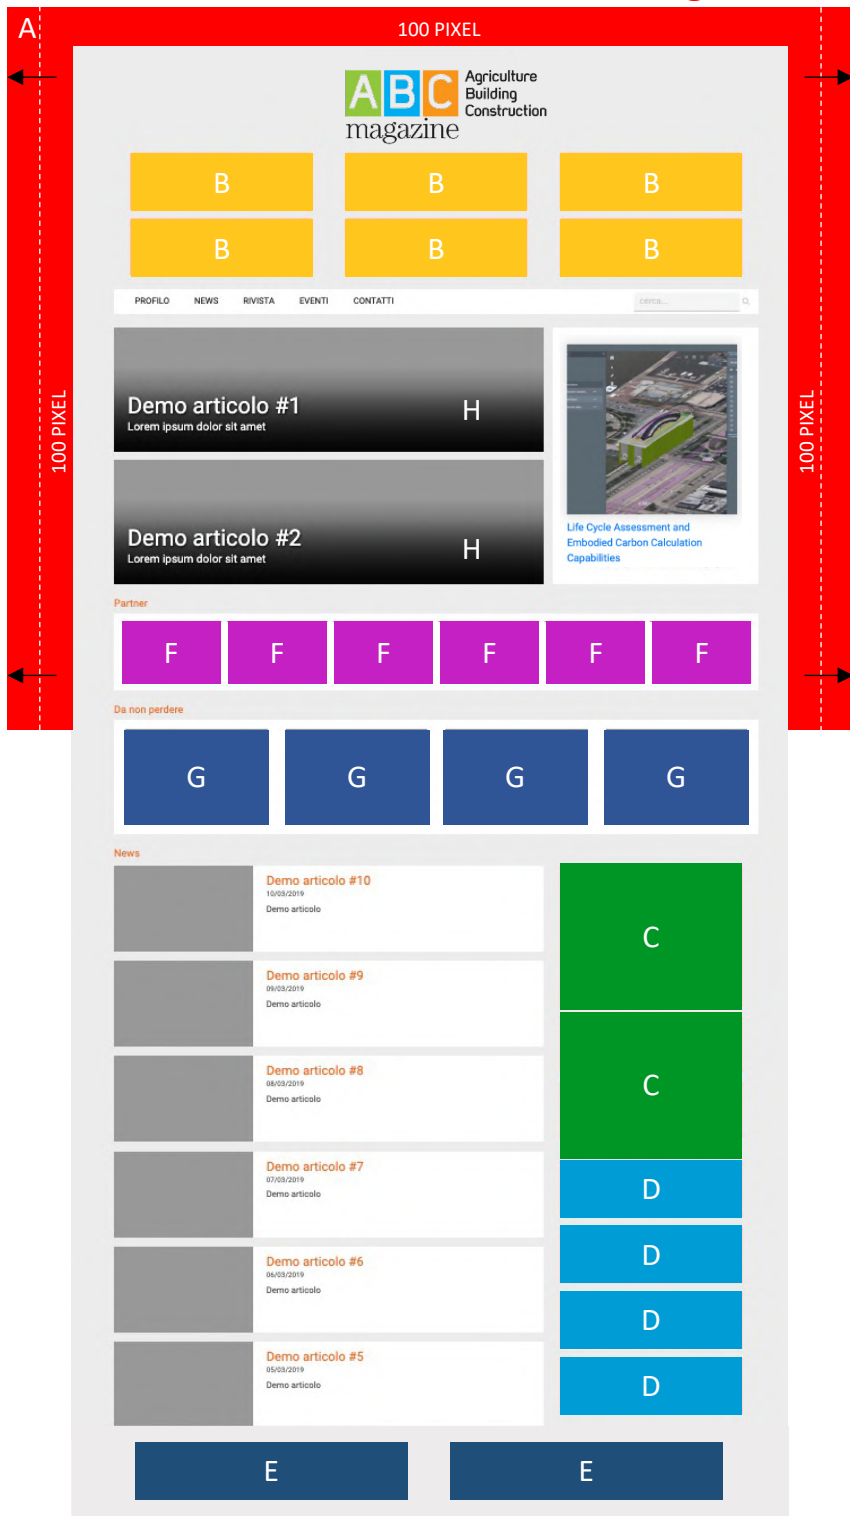 A
100 PIXEL
ABC
Agriculture
Building
Construction
magazine
B B B
B B B
PROFILO NEWS RIVISTA EVENTI CONTATTI cerca...
100 PIXEL
100 PIXEL
Demo articolo #1
Lorem ipsum dolor sit amet
H
Demo articolo #2
Lorem ipsum dolor sit amet
H
Life Cycle Assessment and
Embodied Carbon Calculation
Capabilities
Partner
F F F F F F
Da non perdere
G G G G
News
Demo articolo #10
10/03/2019
Demo articolo
Demo articolo #9
09/03/2019
Demo articolo
Demo articolo #8
08/03/2019
Demo articolo
Demo articolo #7
07/03/2019
Demo articolo
Demo articolo #6
06/03/2019
Demo articolo
Demo articolo #5
05/03/2019
Demo articolo
C
C
D
D
D
D
E E